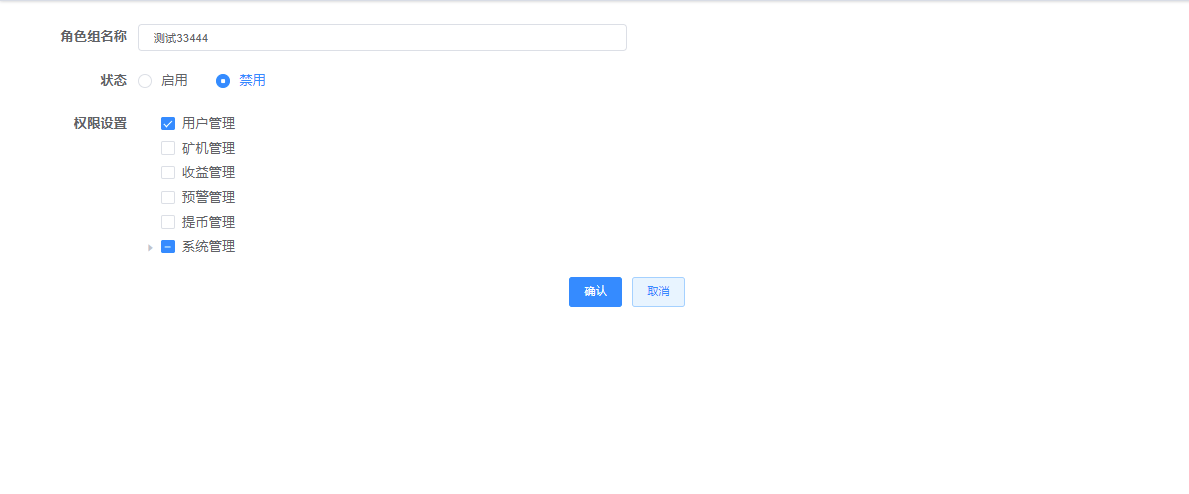 角色组名称 测试33444
状态 启用 禁用
权限设置 用户管理
矿机管理
收益管理
预警管理
提币管理
系统管理
确认 取消